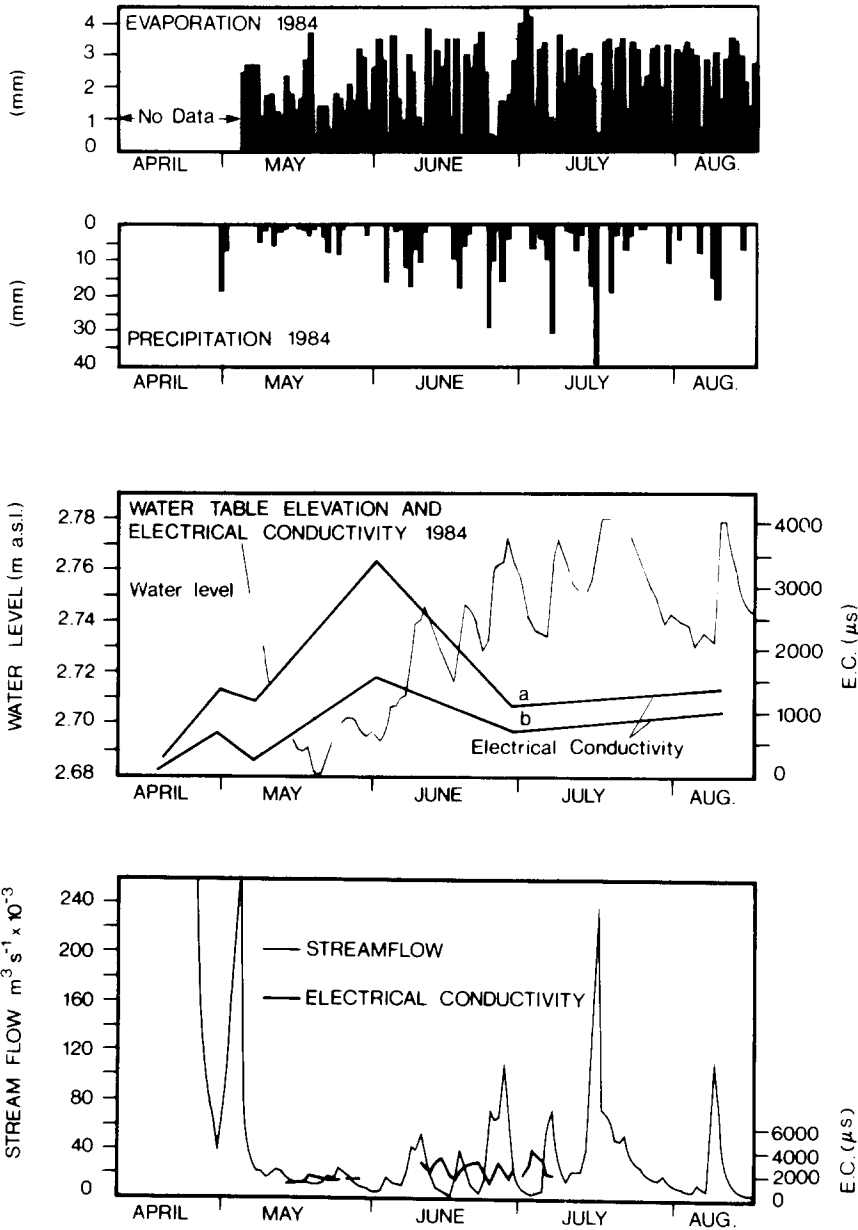 EVAPORATION 1984
(mm)
4
3
2
1
0
No Data
APRIL MAY JUNE JULY AUG.
(mm)
0
10
20
30
40
PRECIPITATION 1984
APRIL MAY JUNE JULY AUG.
WATER TABLE ELEVATION AND
ELECTRICAL CONDUCTIVITY 1984
WATER LEVEL (m a.s.l.)
2.78
2.76
2.74
2.72
2.70
2.68
Water level
a
b
Electrical Conductivity
4000
3000
2000
1000
0
E.C. (µs)
APRIL MAY JUNE JULY AUG.
STREAM FLOW m³ s⁻¹ x 10⁻³
240
200
160
120
80
40
0
STREAMFLOW
ELECTRICAL CONDUCTIVITY
6000
4000
2000
0
E.C. (µs)
APRIL MAY JUNE JULY AUG.